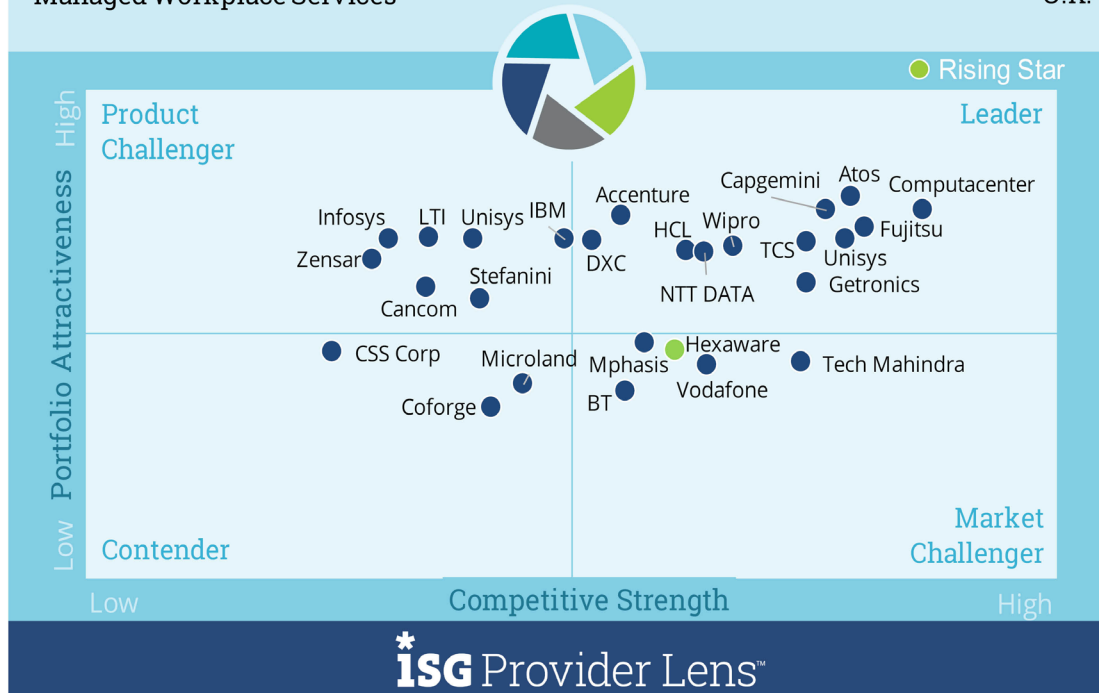 Managed Workplace Services
U.K.
Rising Star
High
Product
Challenger
Leader
Portfolio Attractiveness
Capgemini
Atos
Computacenter
Accenture
Infosys
LTI
Unisys
IBM
HCL
Wipro
Fujitsu
Zensar
DXC
TCS
Unisys
Stefanini
NTT DATA
Getronics
Cancom
CSS Corp
Microland
Mphasis
Hexaware
Tech Mahindra
Vodafone
Coforge
BT
Low
Contender
Market
Challenger
Low
Competitive Strength
High
*ISG Provider Lens™